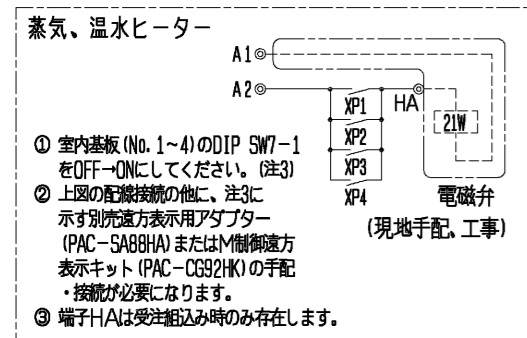 蒸気、温水ヒーター
A1
A2
XP1
HA
21W
XP2
XP3
XP4
電磁弁
(現地手配、工事)
① 室内基板(No.1~4)のDIP SW7-1
をOFF→ONにしてください。(注3)
② 上図の配線接続の他に、注3に
示す別売遠方表示用アダプター
(PAC-SA88HA)またはM制御遠方
表示キット(PAC-CG92HK)の手配
・接続が必要になります。
③ 端子HAは受注組込み時のみ存在します。